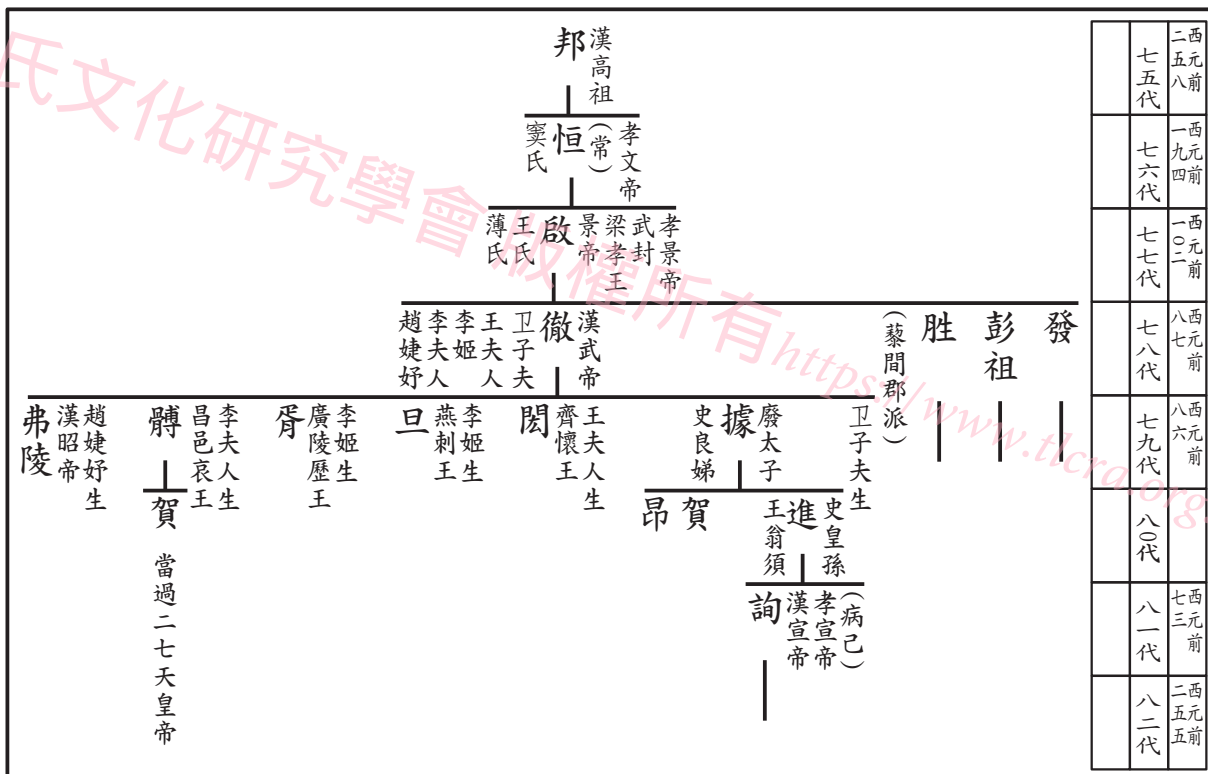 西元前二五八
七五代
西元前一九四
七六代
西元前一0二
七七代
西元前八七
七八代
西元前八六
七九代
八0代
西元前七三
八一代
西元前二五五
八二代
漢高祖
邦
孝文帝
(常)
恒
竇氏
孝景帝
武封
梁孝王
景帝
啟
王氏
薄氏
發
彭祖
胜
(藜間郡派)
漢武帝
徹
卫子夫
王夫人
李姬
李夫人
趙婕妤
卫子夫生
廢太子
據
史良娣
王夫人生
齊懷王
閎
李姬生
燕刺王
旦
李姬生
廣陵歷王
胥
李夫人生
昌邑哀王
髆
趙婕妤生
漢昭帝
弗陵
史皇孫
進
王翁須
賀
昂
賀
當過二七天皇帝
(病己)
孝宣帝
漢宣帝
詢
氏文化研究學會 版權所有https://www.tlcra.org